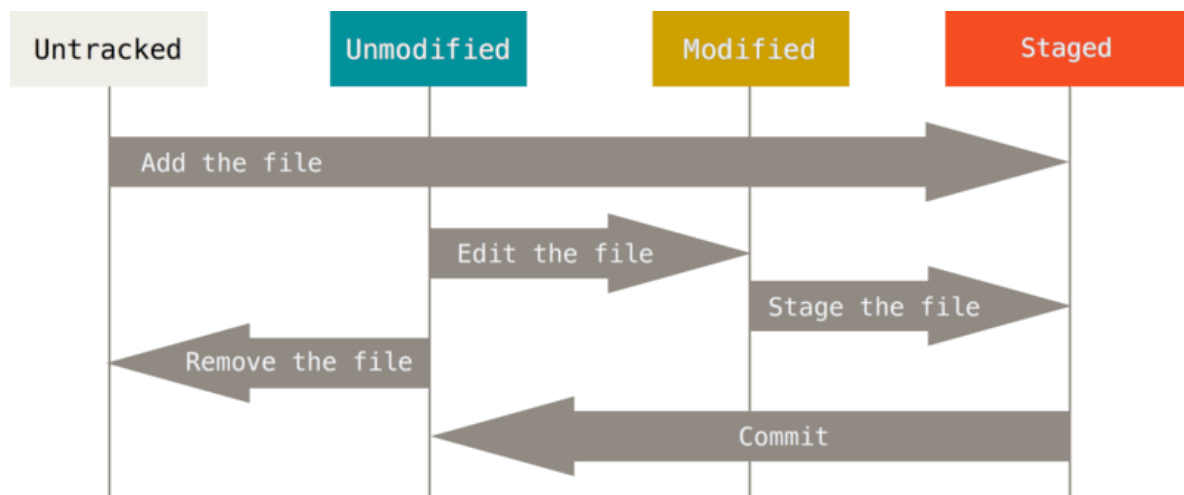 Untracked
Unmodified
Modified
Staged
Add the file
Edit the file
Stage the file
Remove the file
Commit